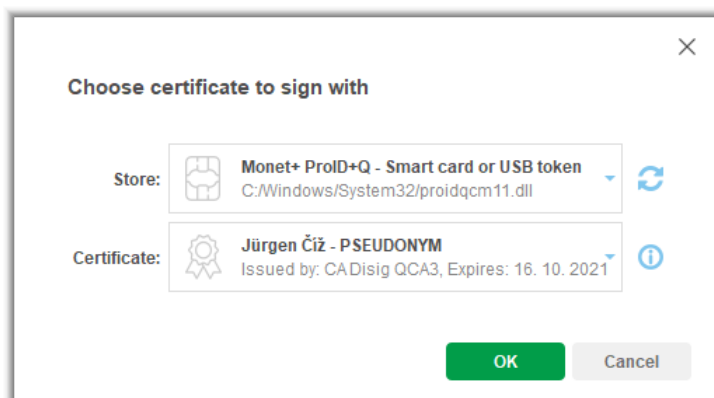 Choose certificate to sign with
Store:
Monet+ ProID+Q - Smart card or USB token
C:/Windows/System32/proidqcm11.dll
Certificate:
Jürgen Číž - PSEUDONYM
Issued by: CA Disig QCA3, Expires: 16. 10. 2021
OK
Cancel